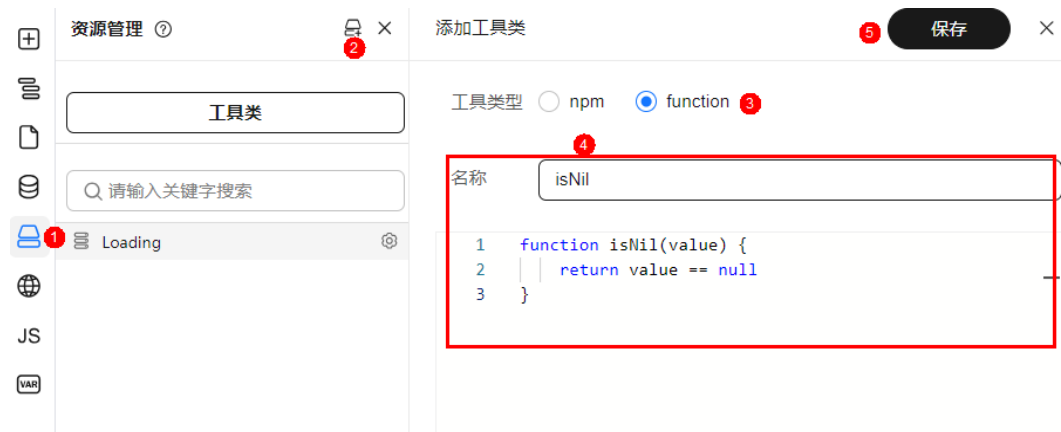 资源管理
2
添加工具类
5
保存
工具类
工具类型 npm function 3
4
名称 isNil
请输入关键字搜索
1
Loading
1 function isNil(value) {
2 return value == null
3 }
JS
VAR